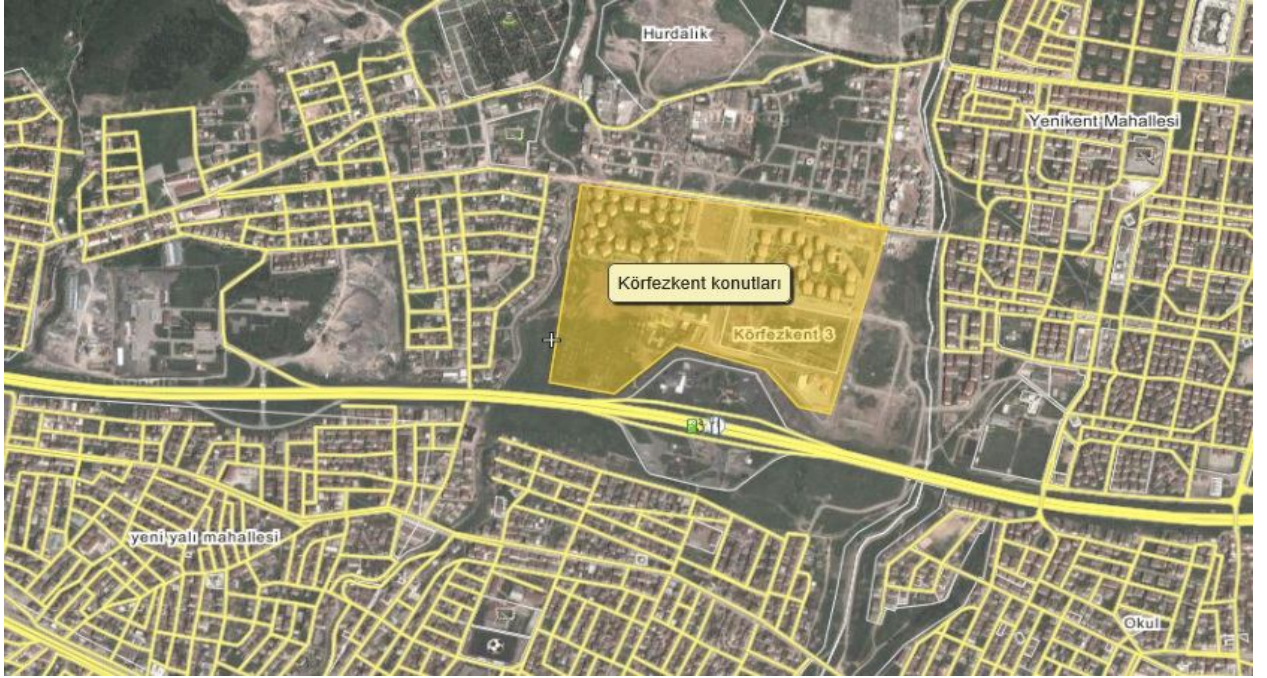 Hurdalık
Yenikent Mahallesi
Körfezkent konutları
Körfezkent 3
yeni yalı mahallesi
Okul